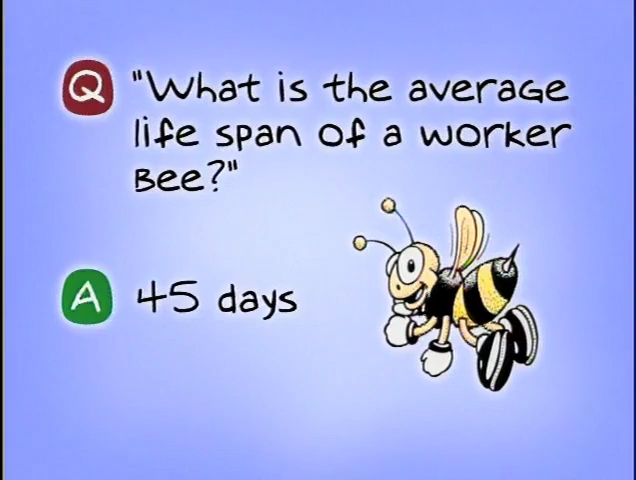 Q "What is the average
life span of a worker
Bee?"
A 45 days